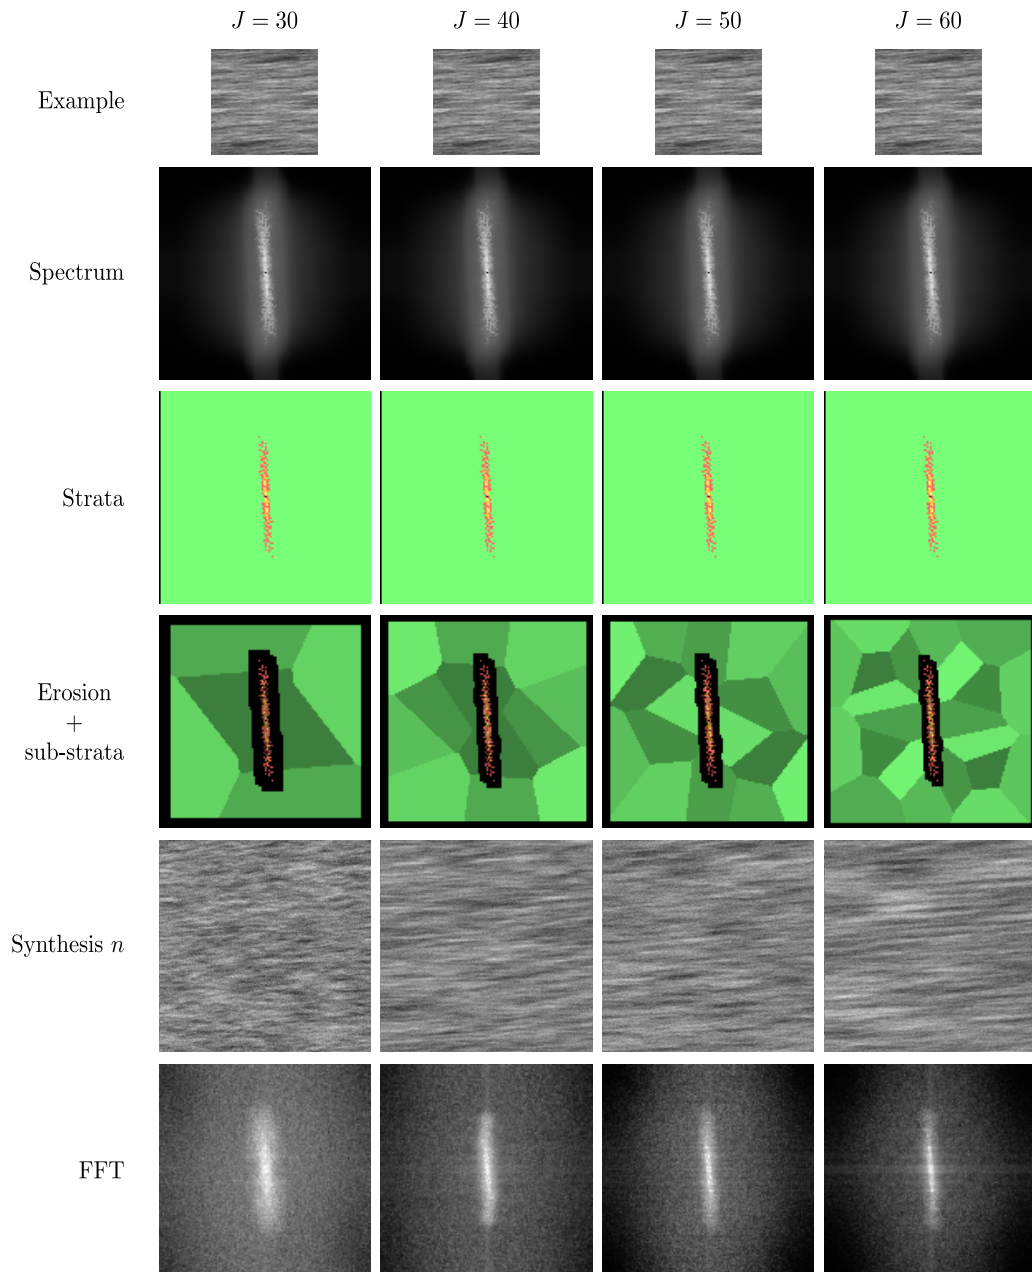 J = 30 J = 40 J = 50 J = 60
Example
Spectrum
Strata
Erosion
+
sub-strata
Synthesis n
FFT